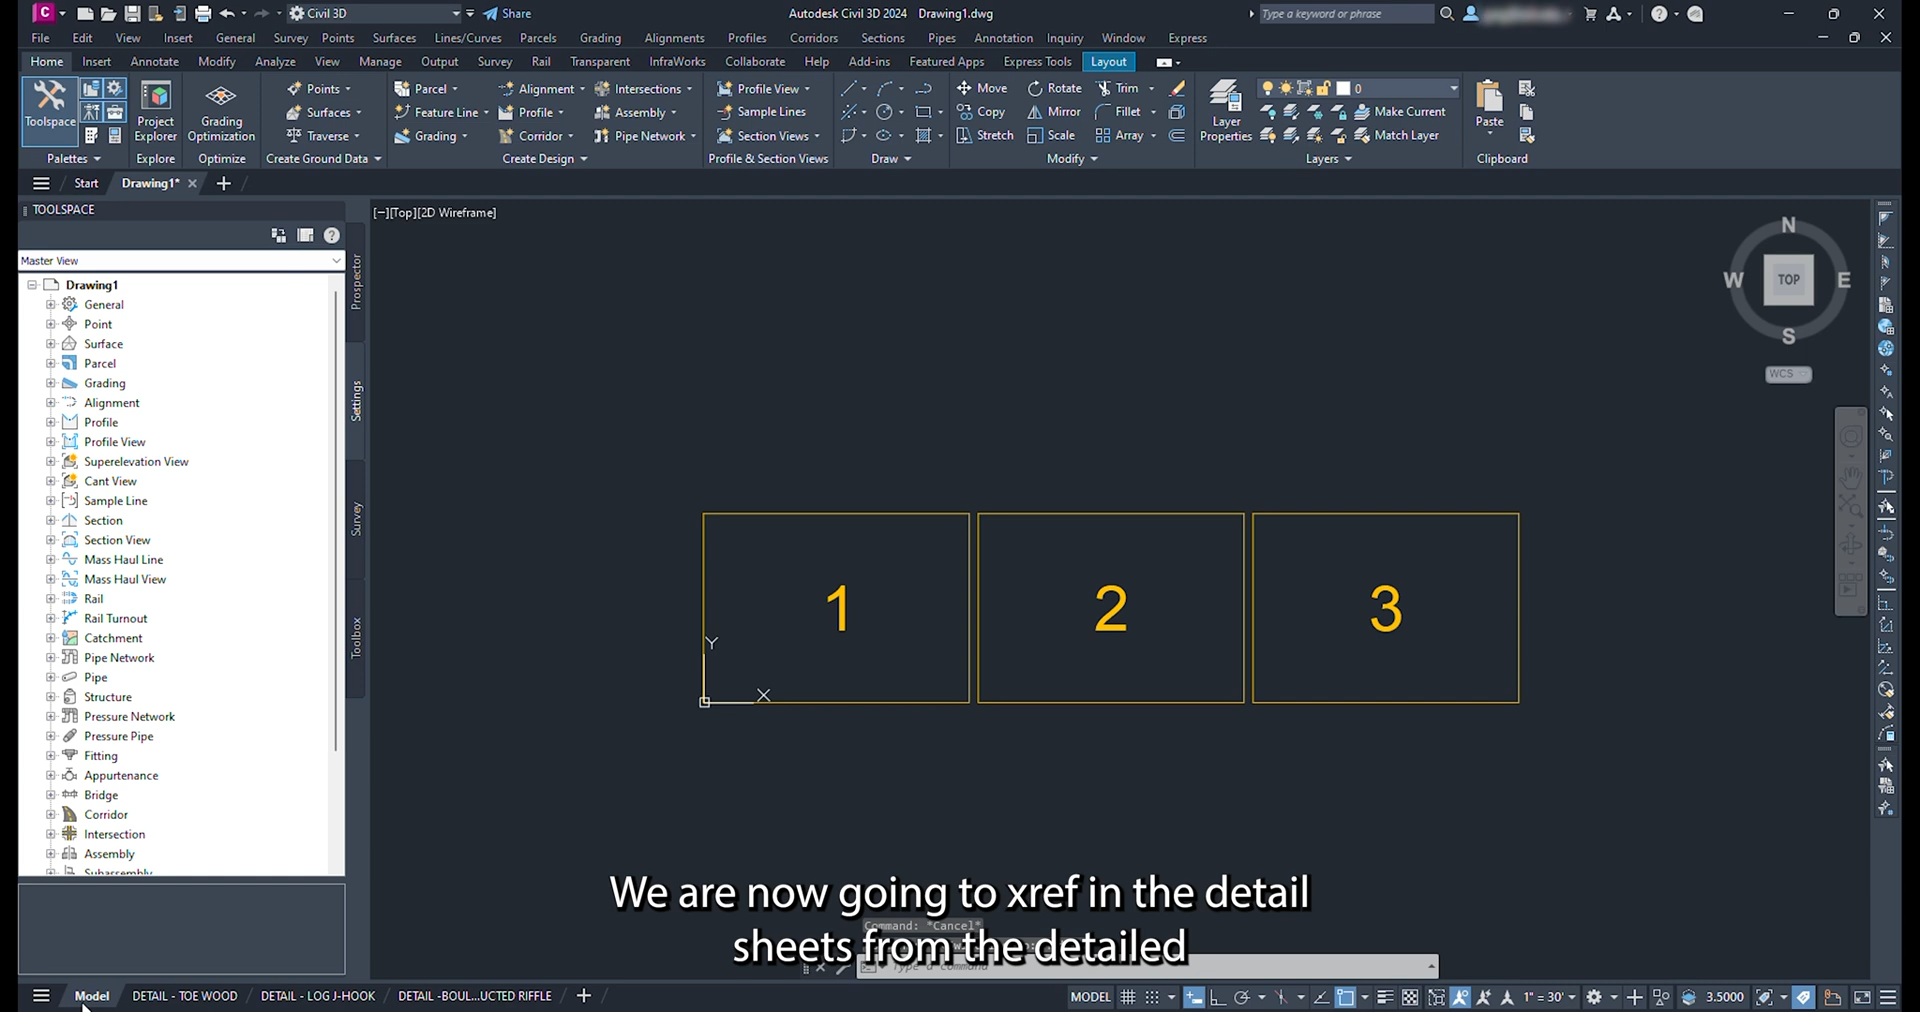 C
Civil 3D
Share
Autodesk Civil 3D 2024 Drawing1.dwg
Type a keyword or phrase
File Edit View Insert General Survey Points Surfaces Lines/Curves Parcels Grading Alignments Profiles Corridors Sections Pipes Annotation Inquiry Window Express
Home Insert Annotate Modify Analyze View Manage Output Survey Rail Transparent InfraWorks Collaborate Help Add-ins Featured Apps Express Tools Layout
Points Parcel Alignment Intersections Profile View Move Rotate Trim 0
Surfaces Feature Line Profile Assembly Sample Lines Copy Mirror Fillet Make Current
Traverse Grading Corridor Pipe Network Section Views Stretch Scale Array Match Layer
Toolspace
Project Explorer
Grading Optimization
Layer Properties
Paste
Palettes Explore Optimize Create Ground Data Create Design Profile & Section Views Draw Modify Layers Clipboard
Start Drawing1*
TOOLSPACE
Master View
Drawing1
General
Point
Surface
Parcel
Grading
Alignment
Profile
Profile View
Superelevation View
Cant View
Sample Line
Section
Section View
Mass Haul Line
Mass Haul View
Rail
Rail Turnout
Catchment
Pipe Network
Pipe
Structure
Pressure Network
Pressure Pipe
Fitting
Appurtenance
Bridge
Corridor
Intersection
Assembly
Subassembly
Prospector
Settings
Survey
Toolbox
[−][Top][2D Wireframe]
N
W TOP E
S
WCS
1 2 3
Y
X
We are now going to xref in the detail
Command: *Cancel*
sheets from the detailed
Type a command
Model DETAIL - TOE WOOD DETAIL - LOG J-HOOK DETAIL -BOUL...UCTED RIFFLE
MODEL 1" = 30' 3.5000